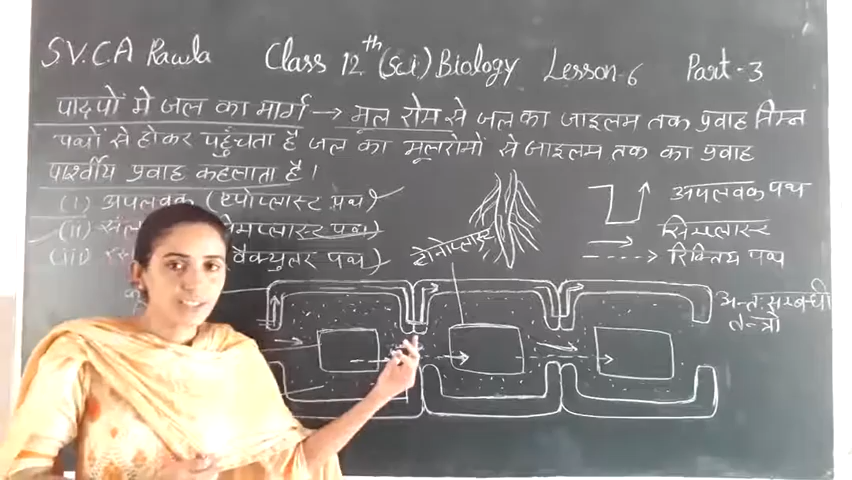 S.V.C.A Rawla Class 12th (sci) Biology Lesson-6 Part-3
पादपों में जल का मार्ग → मूल रोम से जल का जाइलम तक प्रवाह निम्न
पथों से होकर पहुंचता है जल का मूलरोमों से जाइलम तक का प्रवाह
पार्श्वीय प्रवाह कहलाता है।
(i) अपलवक (एपोप्लास्ट पथ)
(ii) पथ)
(iii) वैक्युलर पथ)
टोनोप्लास्ट
अपलवक पथ
सिमप्लास्ट
रिक्तिय पथ
अन्तः सम्बन्धी
तन्त्र